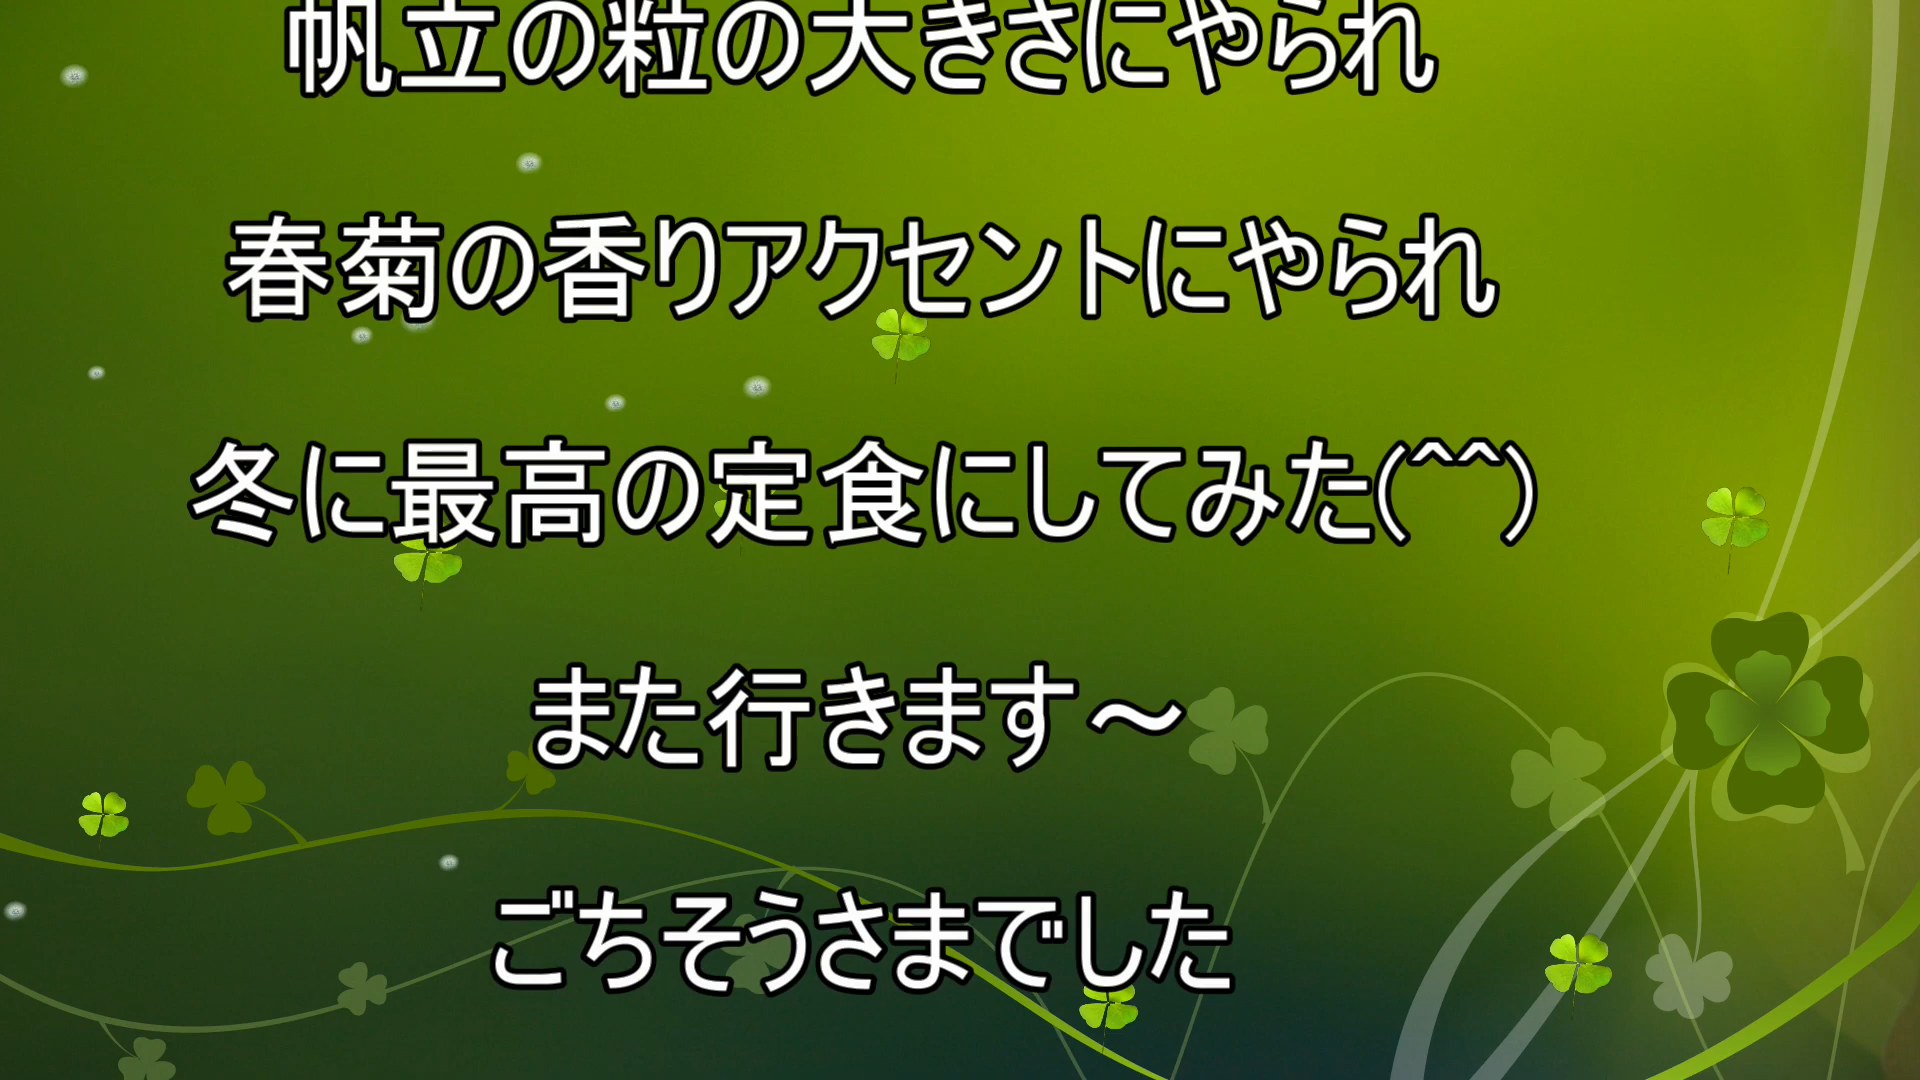 帆立の粒の大きさにやられ
春菊の香りアクセントにやられ
冬に最高の定食にしてみた(^^)
また行きます～
ごちそうさまでした